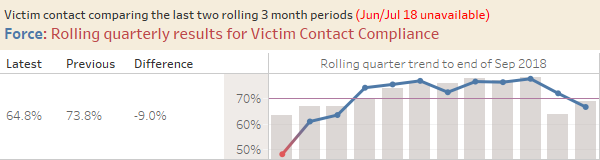 Victim contact comparing the last two rolling 3 month periods (Jun/Jul 18 unavailable)
Force: Rolling quarterly results for Victim Contact Compliance
Latest Previous Difference Rolling quarter trend to end of Sep 2018
64.8% 73.8% -9.0%
70%
60%
50%